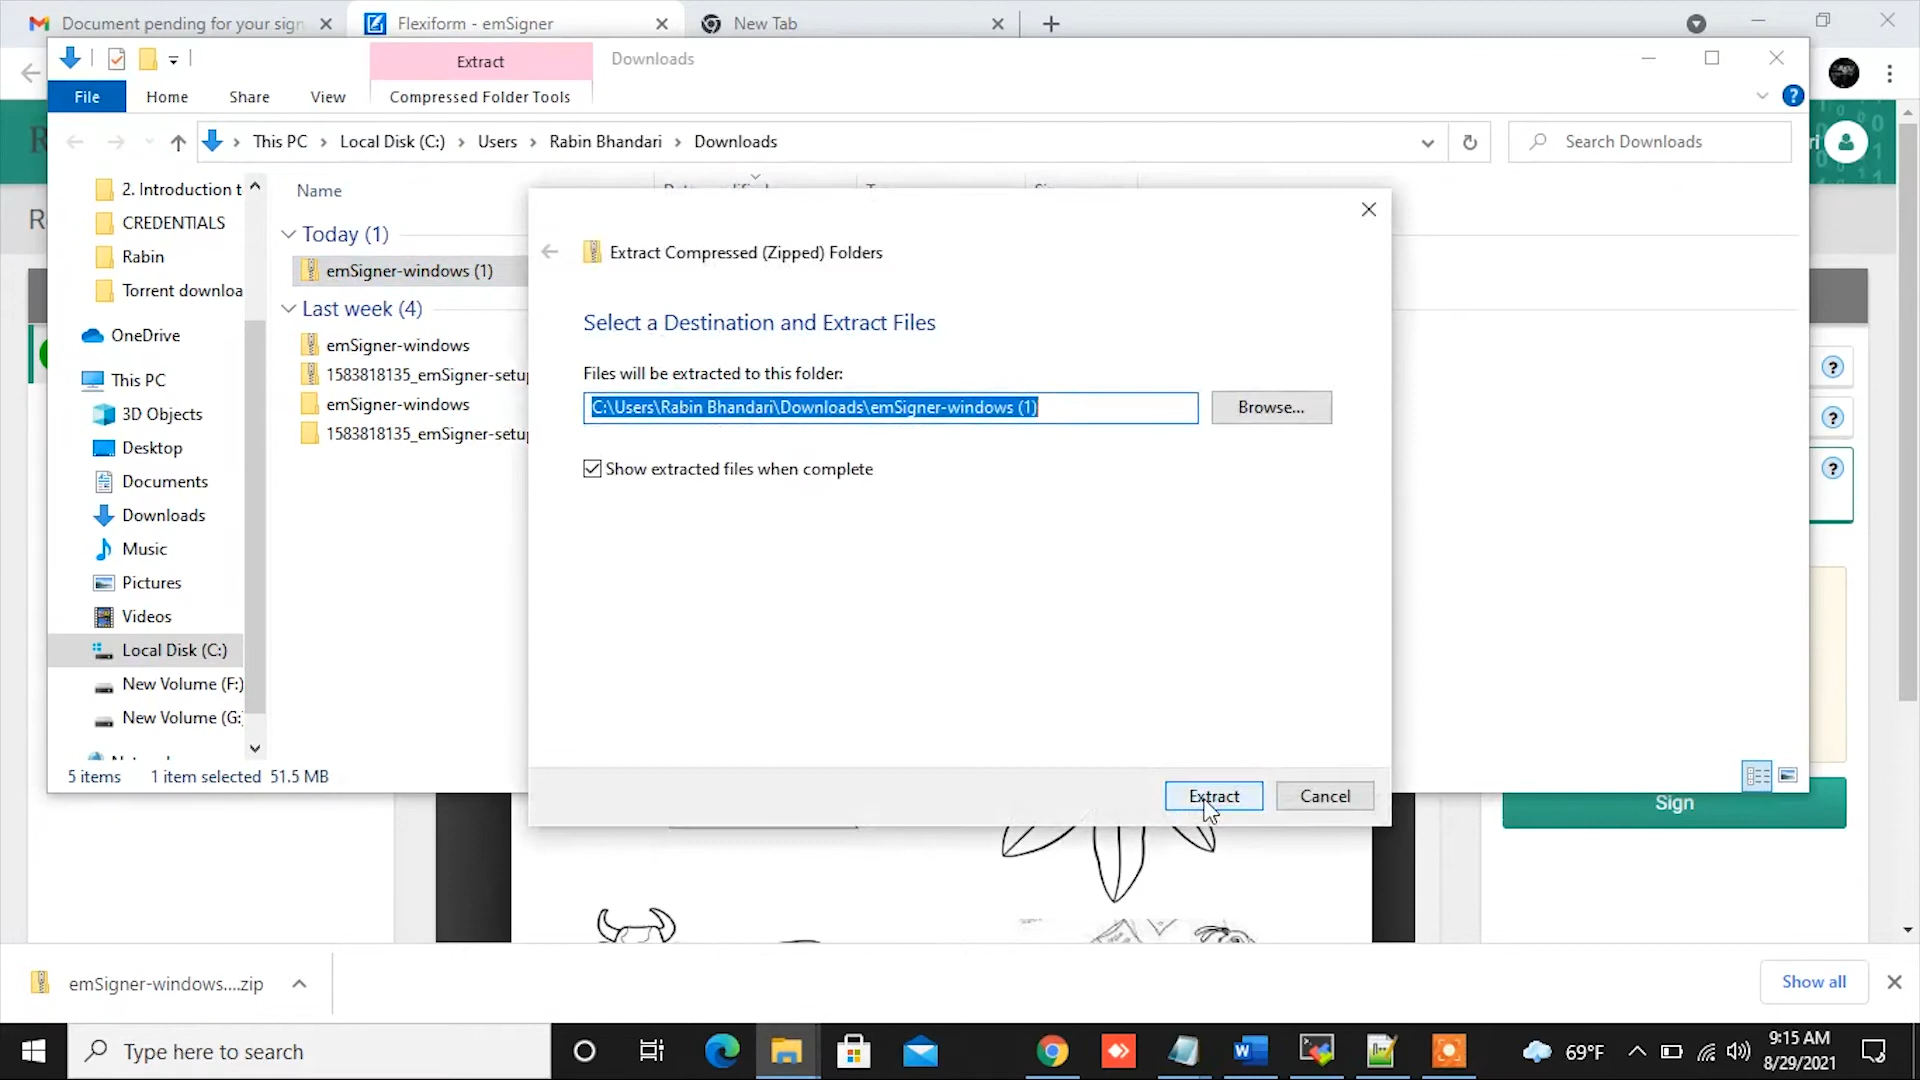 Document pending for your sign
Flexiform - emSigner
New Tab
Extract
Downloads
File
Home
Share
View
Compressed Folder Tools
This PC
Local Disk (C:)
Users
Rabin Bhandari
Downloads
Search Downloads
2. Introduction t
CREDENTIALS
Rabin
Torrent downloa
OneDrive
This PC
3D Objects
Desktop
Documents
Downloads
Music
Pictures
Videos
Local Disk (C:)
New Volume (F:)
New Volume (G:
Name
Today (1)
emSigner-windows (1)
Last week (4)
emSigner-windows
1583818135_emSigner-setup
emSigner-windows
1583818135_emSigner-setup
Extract Compressed (Zipped) Folders
Select a Destination and Extract Files
Files will be extracted to this folder:
C:\Users\Rabin Bhandari\Downloads\emSigner-windows (1)
Browse...
Show extracted files when complete
Extract
Cancel
5 items
1 item selected 51.5 MB
Sign
emSigner-windows....zip
Show all
Type here to search
69°F
9:15 AM
8/29/2021